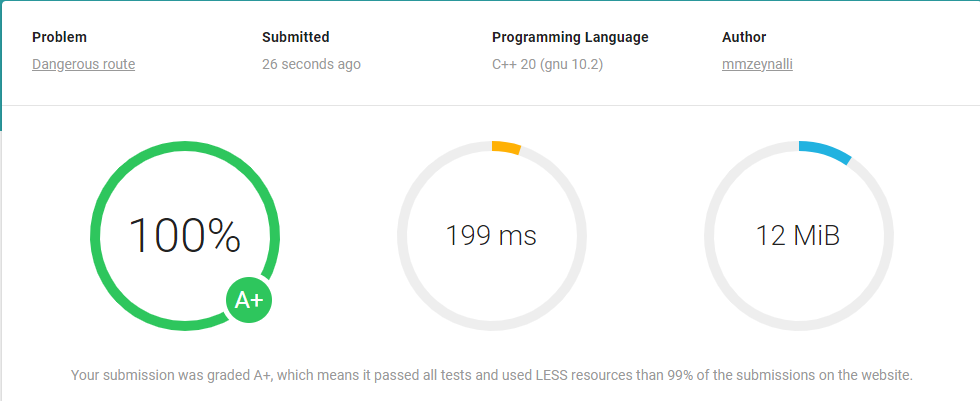 Problem Submitted Programming Language Author
Dangerous route 26 seconds ago C++ 20 (gnu 10.2) mmzeynalli
100% 199 ms 12 MiB
A+
Your submission was graded A+, which means it passed all tests and used LESS resources than 99% of the submissions on the website.